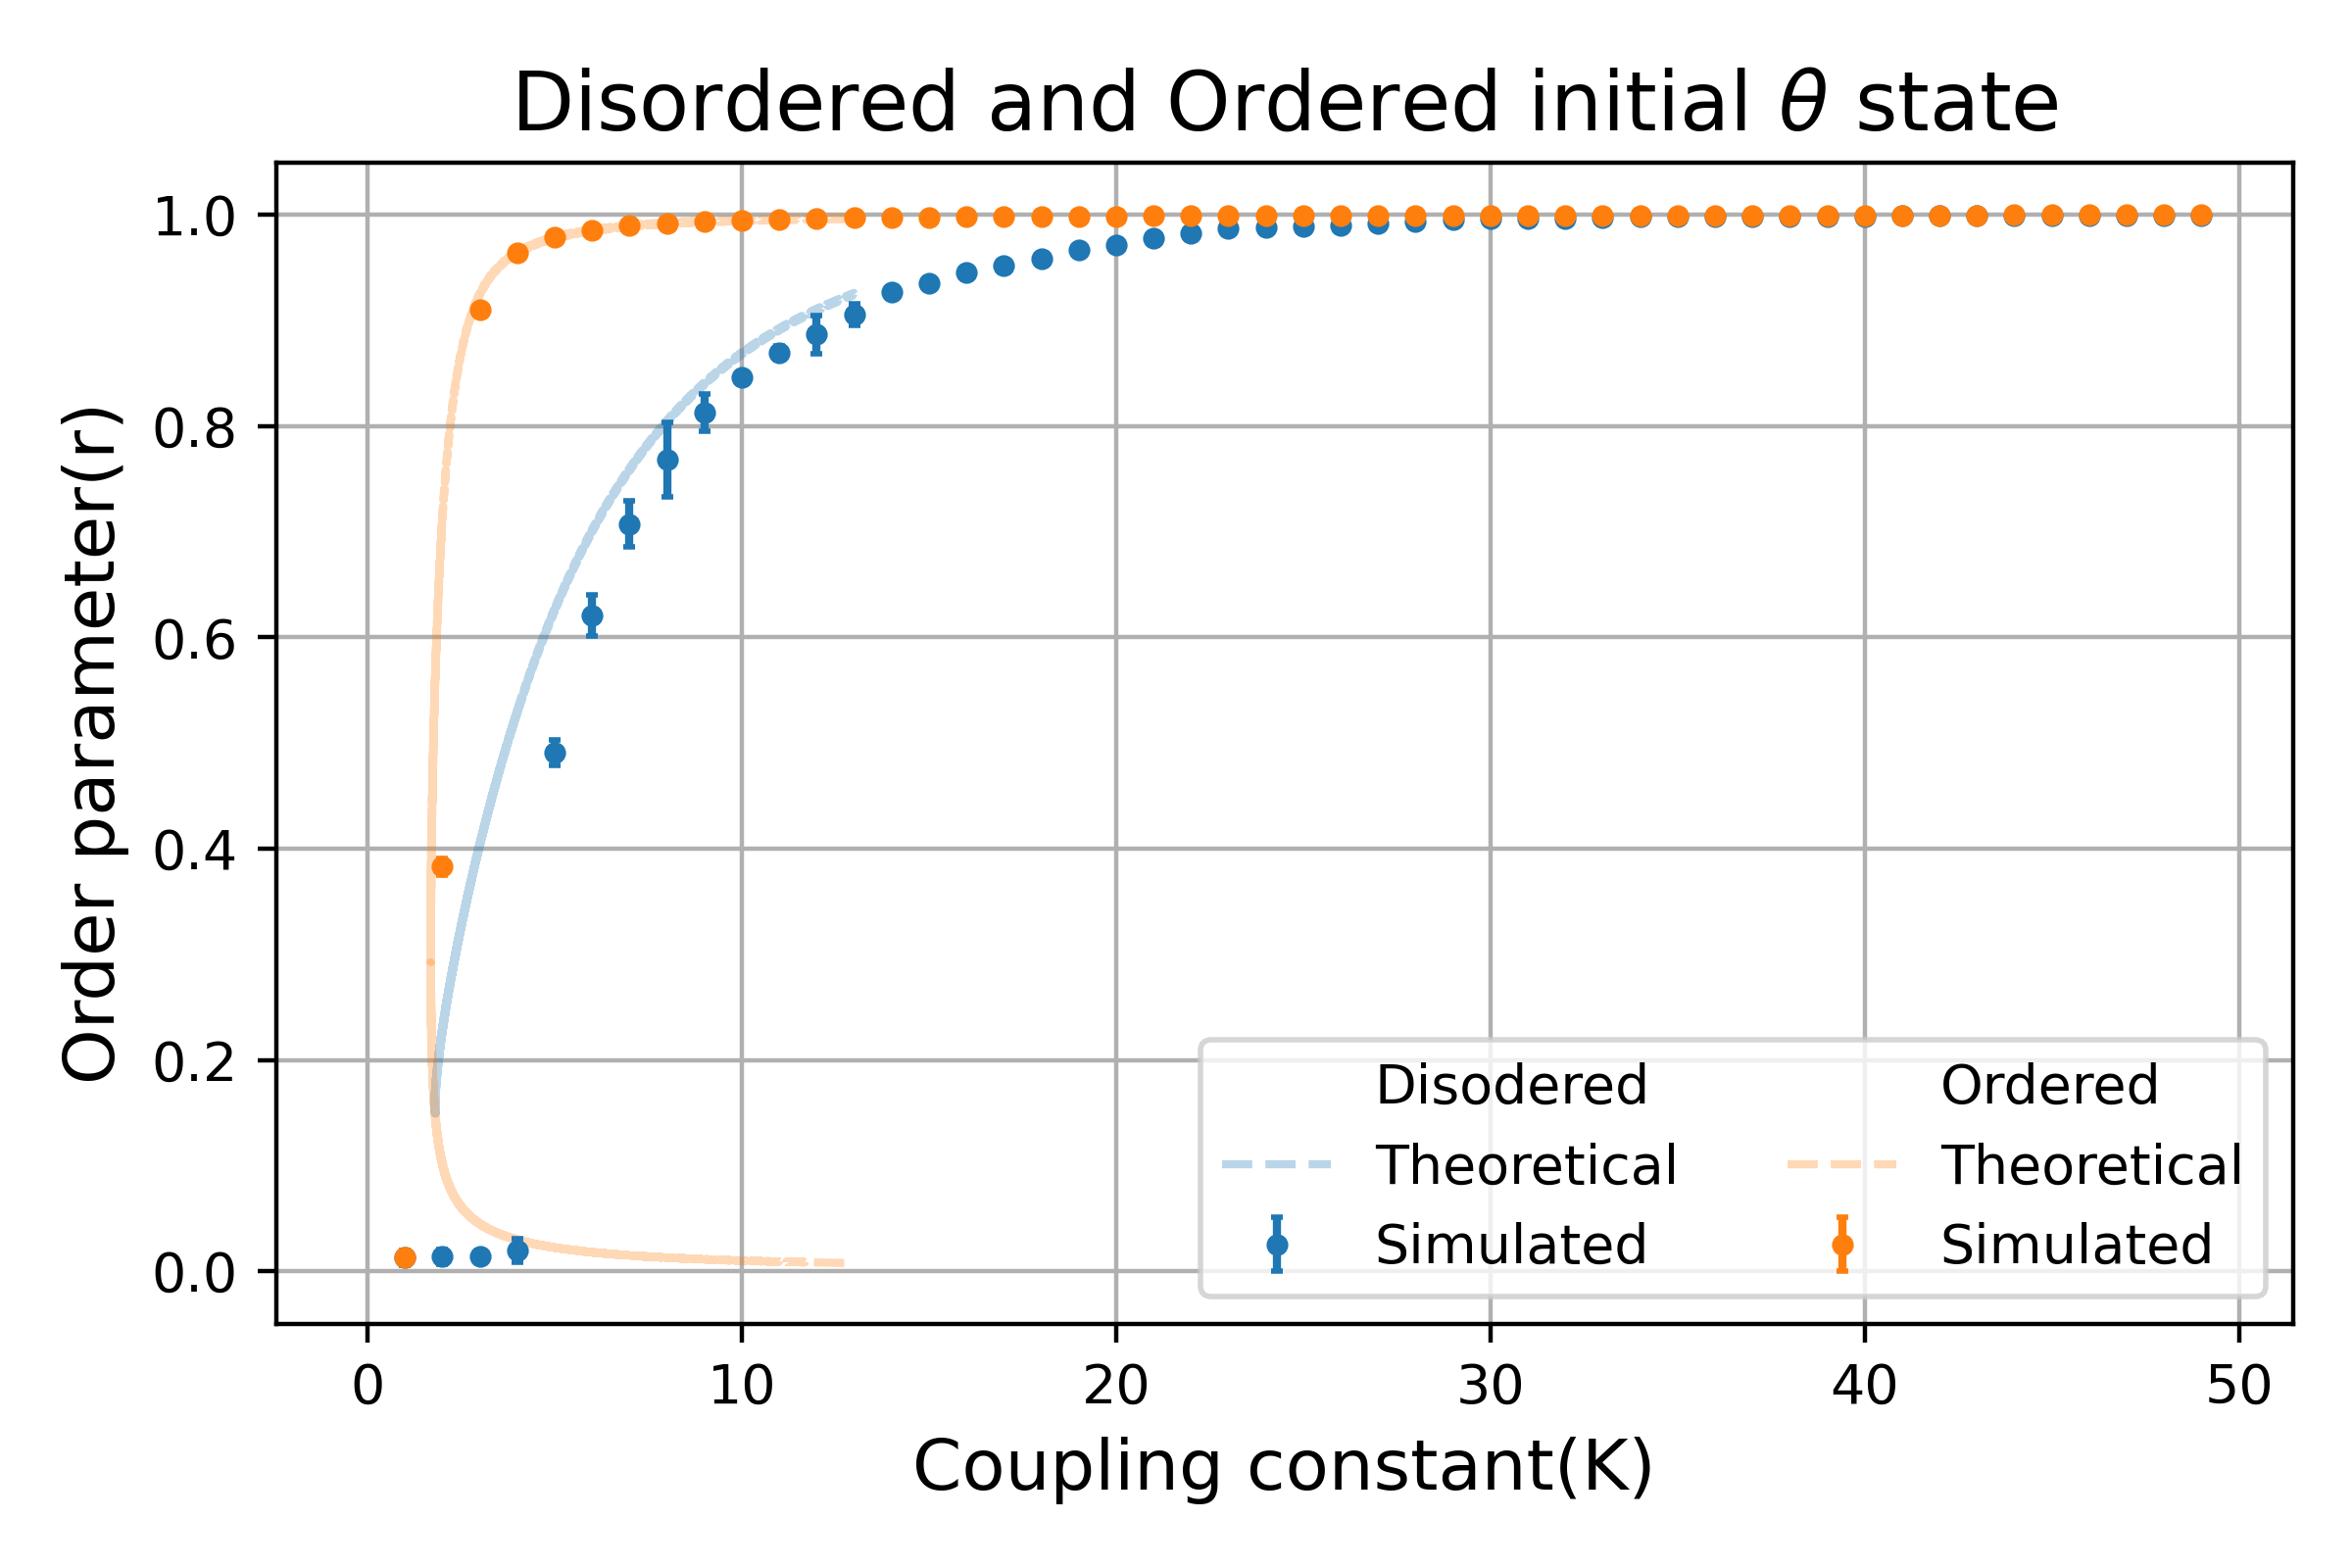 Disordered and Ordered initial θ state
Order parameter(r)
1.0
0.8
0.6
0.4
0.2
0.0
Disodered
Theoretical
Simulated
Ordered
Theoretical
Simulated
0 10 20 30 40 50
Coupling constant(K)